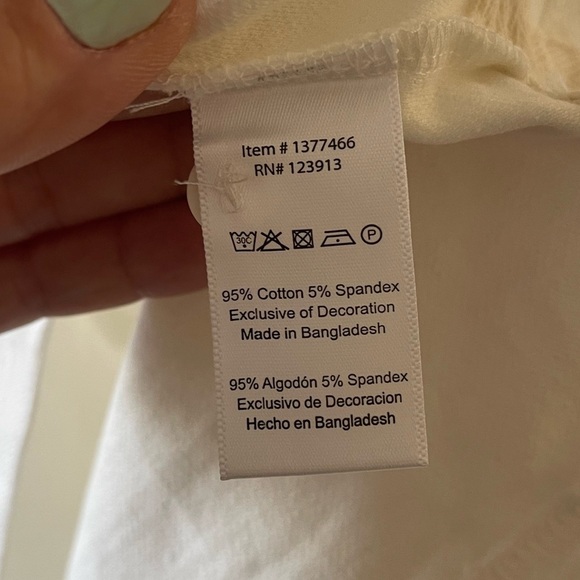 Item # 1377466
RN# 123913
30C P
95% Cotton 5% Spandex
Exclusive of Decoration
Made in Bangladesh
95% Algodón 5% Spandex
Exclusivo de Decoracion
Hecho en Bangladesh